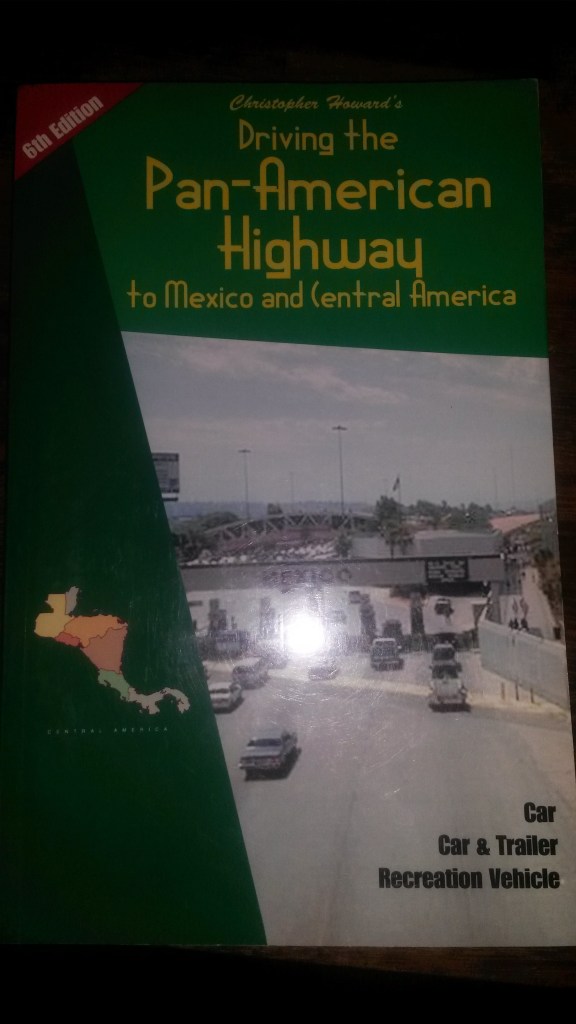 6th Edition
Christopher Howard's
Driving the
Pan-American
Highway
to Mexico and Central America
MEXICO
CENTRAL AMERICA
Car
Car & Trailer
Recreation Vehicle